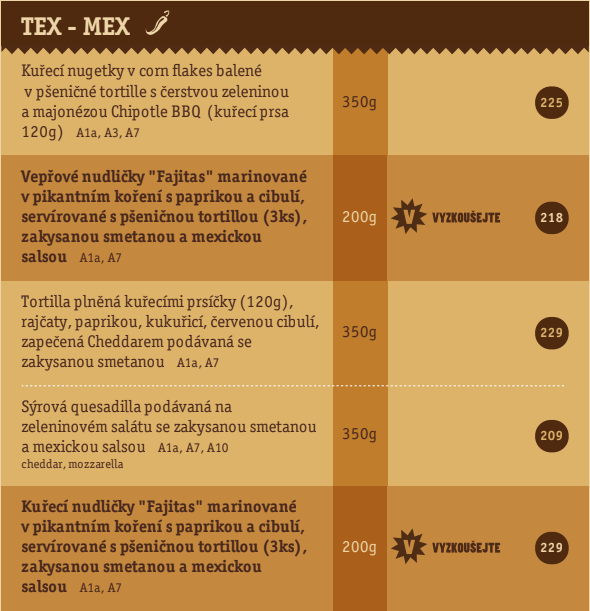 TEX - MEX
Kuřecí nugetky v corn flakes balené
v pšeničné tortille s čerstvou zeleninou
a majonézou Chipotle BBQ (kuřecí prsa
120g) A1a, A3, A7
350g
225
Vepřové nudličky "Fajitas" marinované
v pikantním koření s paprikou a cibulí,
servírované s pšeničnou tortillou (3ks),
zakysanou smetanou a mexickou
salsou A1a, A7
200g
V VYZKOUŠEJTE
218
Tortilla plněná kuřecími prsíčky (120g),
rajčaty, paprikou, kukuřicí, červenou cibulí,
zapečená Cheddarem podávaná se
zakysanou smetanou A1a, A7
350g
229
Sýrová quesadilla podávaná na
zeleninovém salátu se zakysanou smetanou
a mexickou salsou A1a, A7, A10
cheddar, mozzarella
350g
209
Kuřecí nudličky "Fajitas" marinované
v pikantním koření s paprikou a cibulí,
servírované s pšeničnou tortillou (3ks),
zakysanou smetanou a mexickou
salsou A1a, A7
200g
V VYZKOUŠEJTE
229